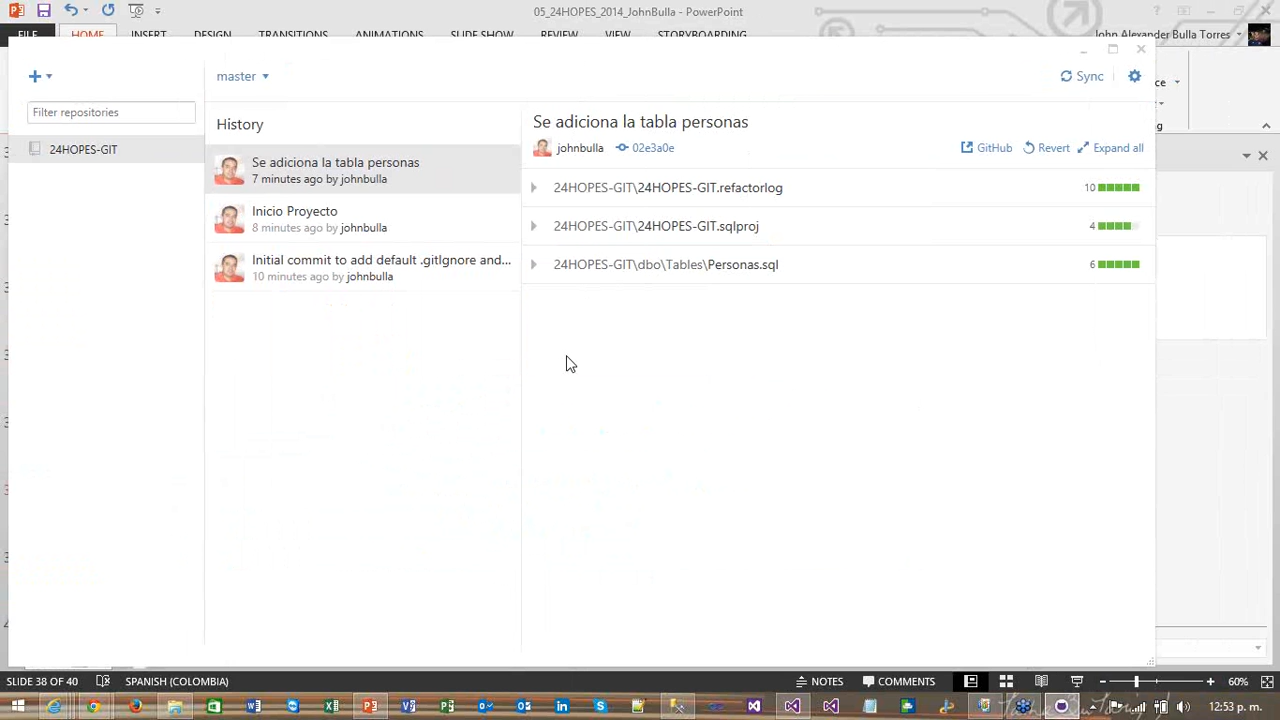 05_24HOPES_2014_JohnBulla - PowerPoint
FILE HOME INSERT DESIGN TRANSITIONS ANIMATIONS SLIDE SHOW REVIEW VIEW STORYBOARDING John Alexander Bulla Torres
master
Sync
Filter repositories
24HOPES-GIT
History
Se adiciona la tabla personas
7 minutes ago by johnbulla
Inicio Proyecto
8 minutes ago by johnbulla
Initial commit to add default .gitIgnore and...
10 minutes ago by johnbulla
Se adiciona la tabla personas
johnbulla 02e3a0e GitHub Revert Expand all
24HOPES-GIT\24HOPES-GIT.refactorlog 10
24HOPES-GIT\24HOPES-GIT.sqlproj 4
24HOPES-GIT\dbo\Tables\Personas.sql 6
SLIDE 38 OF 40 SPANISH (COLOMBIA) NOTES COMMENTS 60%
12:53 p. m.